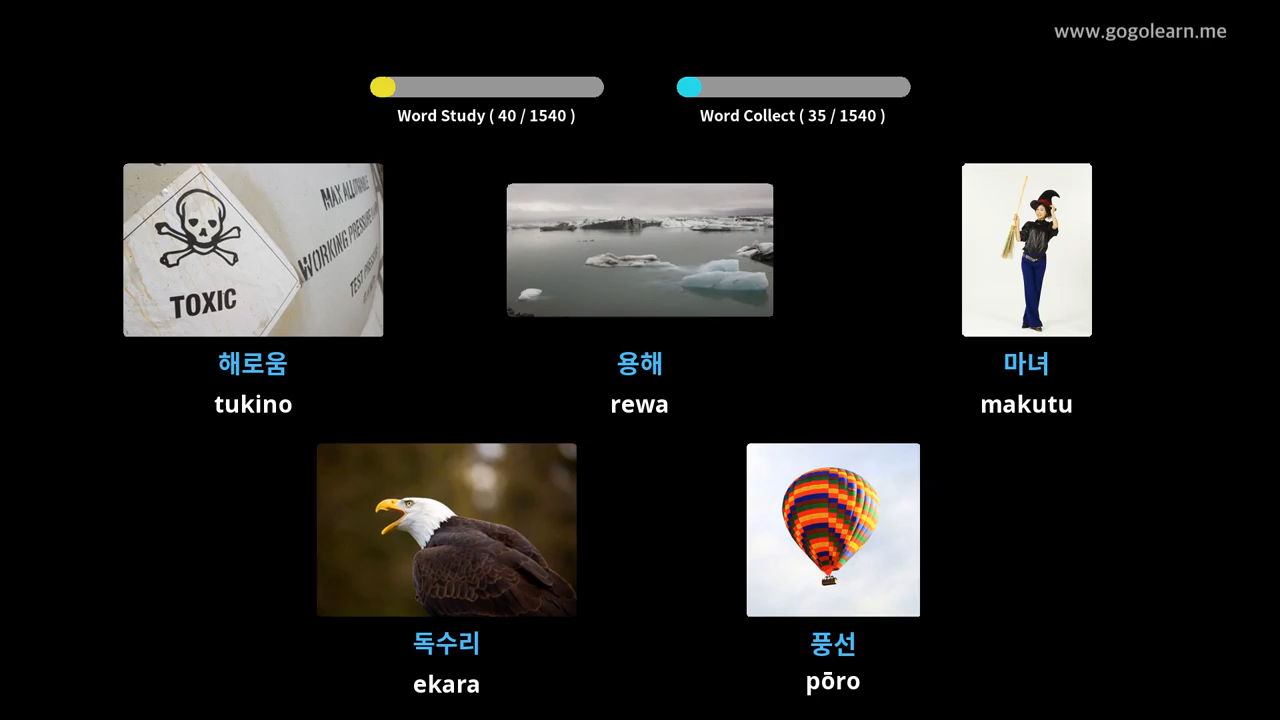 www.gogolearn.me
Word Study ( 40 / 1540 )
Word Collect ( 35 / 1540 )
TOXIC
MAX ALLOWABLE
WORKING PRESSURE
해로움
tukino
용해
rewa
마녀
makutu
독수리
ekara
풍선
pōro